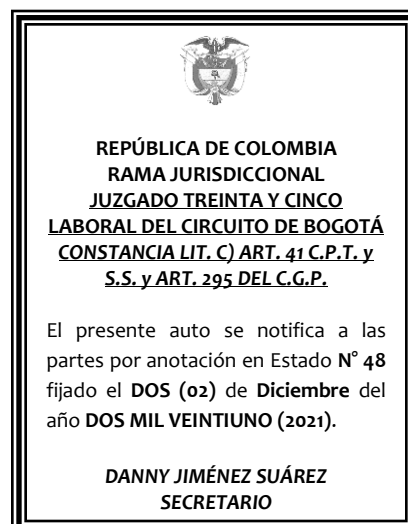 REPÚBLICA DE COLOMBIA
RAMA JURISDICCIONAL
JUZGADO TREINTA Y CINCO
LABORAL DEL CIRCUITO DE BOGOTÁ
CONSTANCIA LIT. C) ART. 41 C.P.T. y
S.S. y ART. 295 DEL C.G.P.
El presente auto se notifica a las
partes por anotación en Estado N° 48
fijado el DOS (02) de Diciembre del
año DOS MIL VEINTIUNO (2021).
DANNY JIMÉNEZ SUÁREZ
SECRETARIO